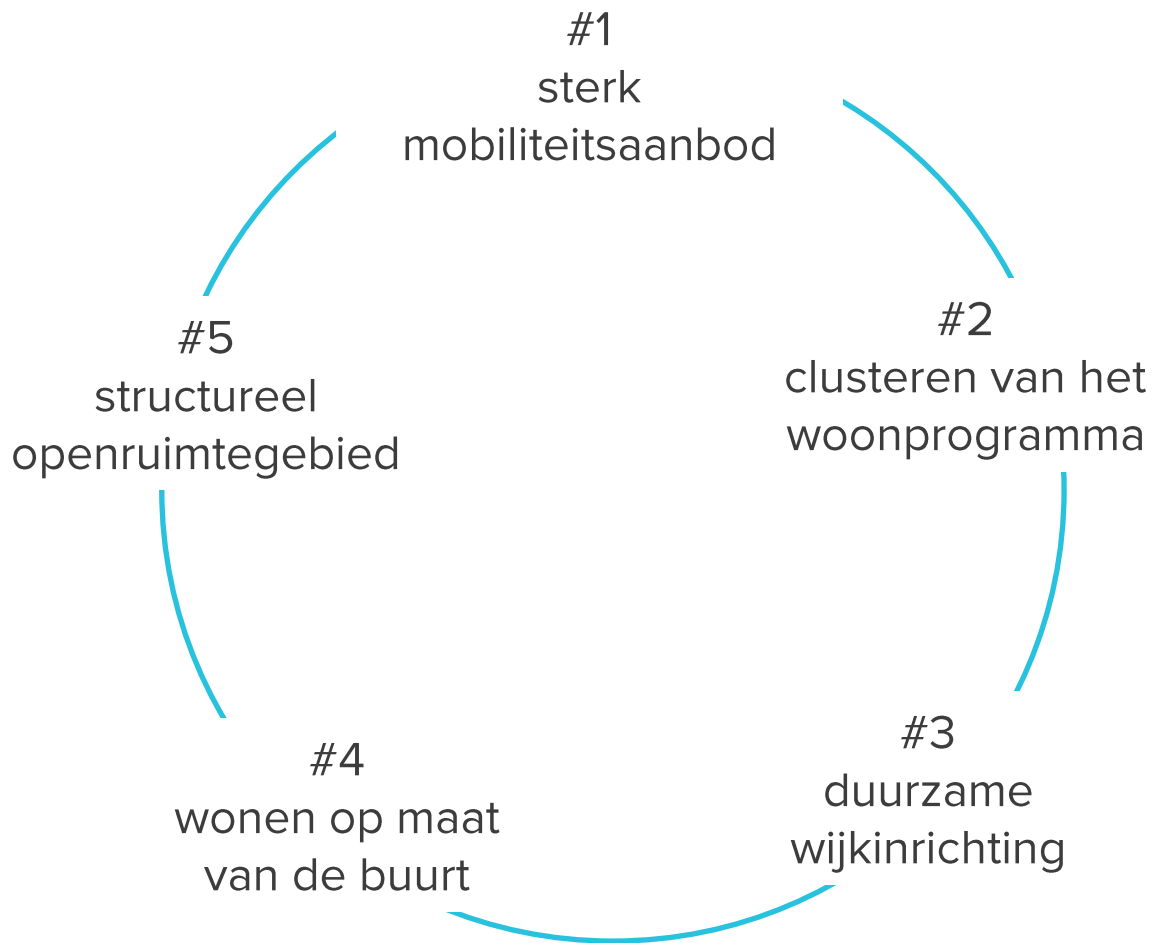 #1
sterk
mobiliteitsaanbod
#2
clusteren van het
woonprogramma
#3
duurzame
wijkinrichting
#4
wonen op maat
van de buurt
#5
structureel
openruimtegebied